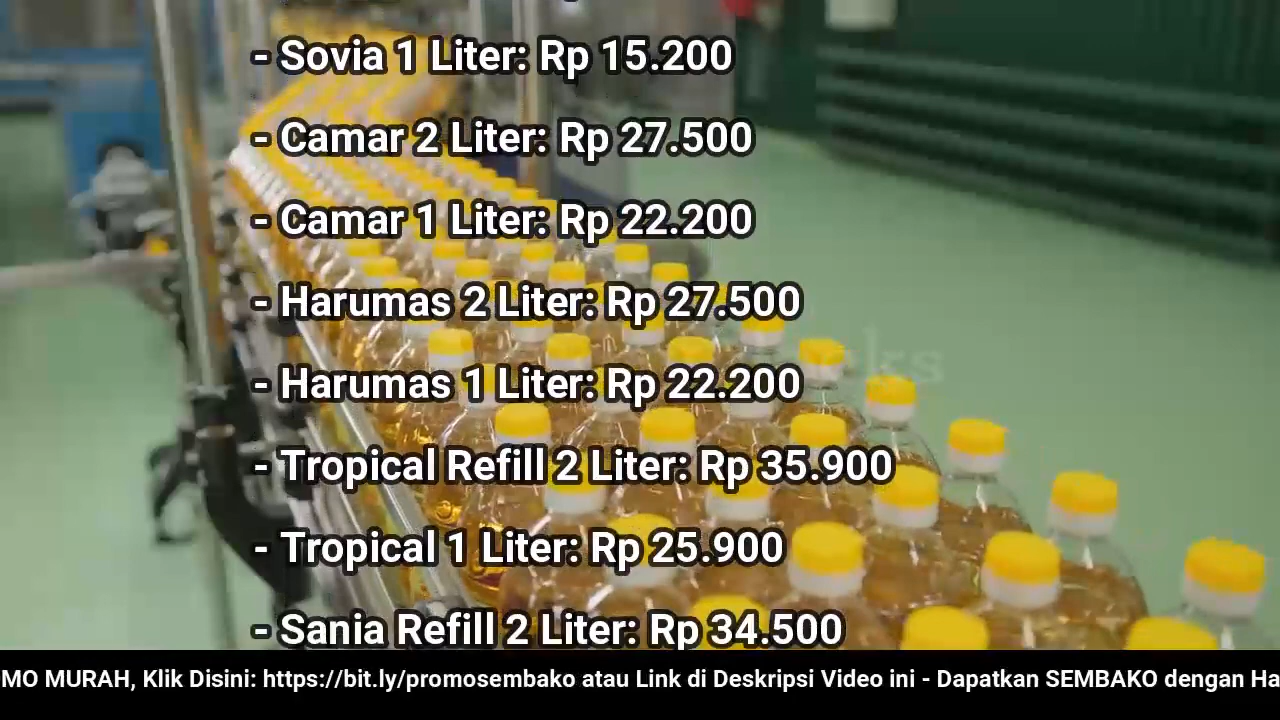 - Sovia 1 Liter: Rp 15.200
- Camar 2 Liter: Rp 27.500
- Camar 1 Liter: Rp 22.200
- Harumas 2 Liter: Rp 27.500
- Harumas 1 Liter: Rp 22.200
- Tropical Refill 2 Liter: Rp 35.900
- Tropical 1 Liter: Rp 25.900
- Sania Refill 2 Liter: Rp 34.500
MO MURAH, Klik Disini: https://bit.ly/promosembako atau Link di Deskripsi Video ini - Dapatkan SEMBAKO dengan Ha